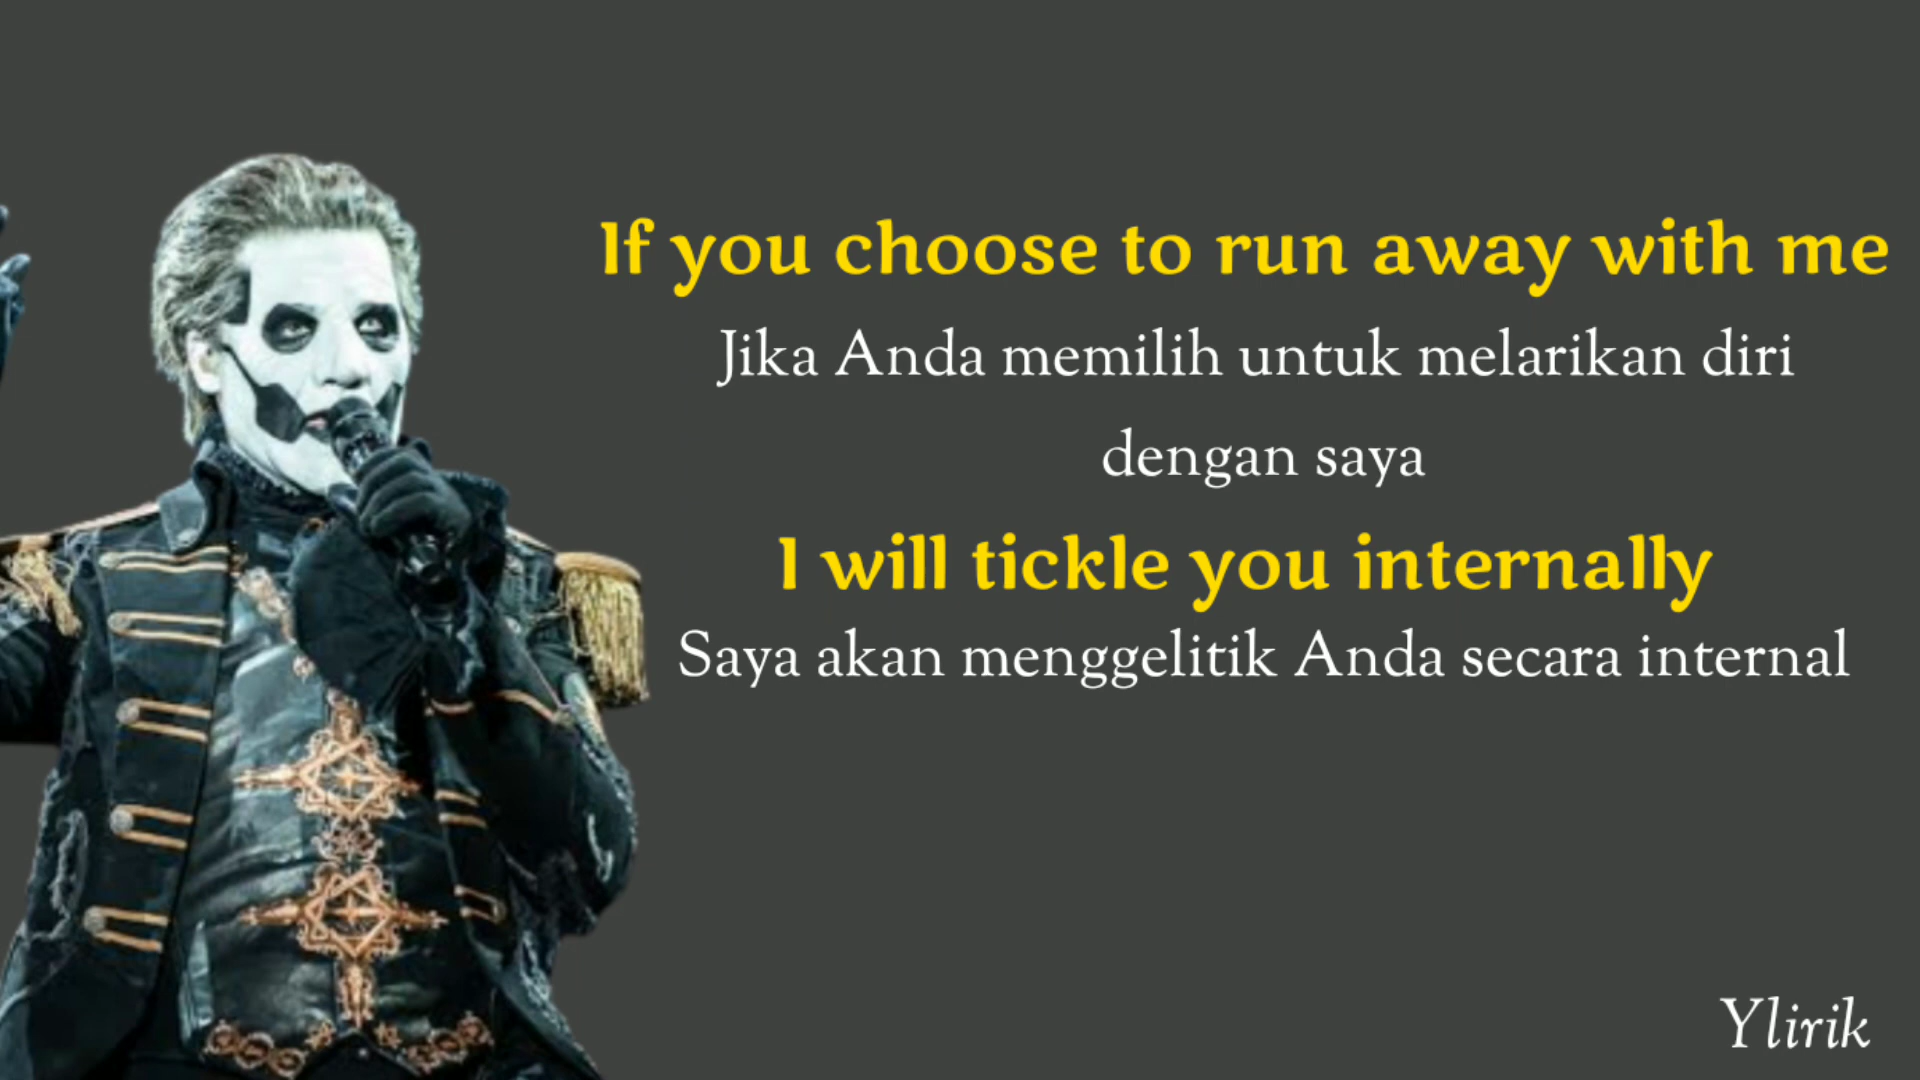 If you choose to run away with me
Jika Anda memilih untuk melarikan diri
dengan saya
I will tickle you internally
Saya akan menggelitik Anda secara internal
Ylirik